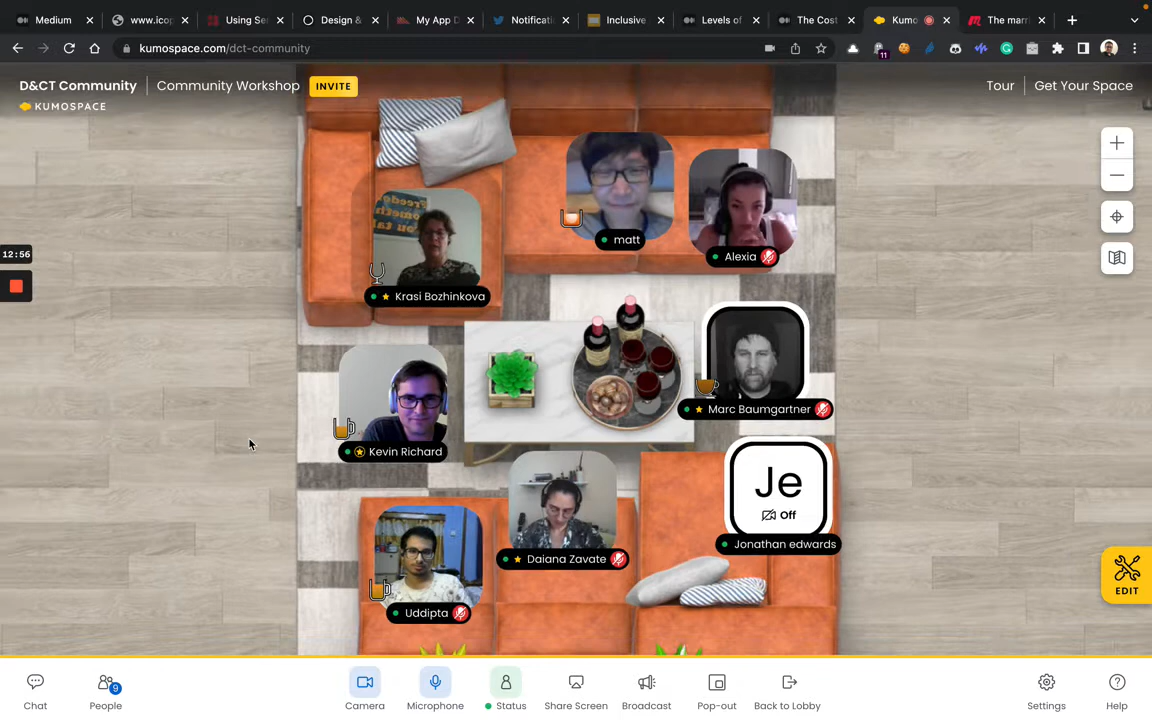 Medium
www.icop
Using Ser
Design &
My App D
Notificati
Inclusive
Levels of
The Cost
Kumo
The marr
kumospace.com/dct-community
11
D&CT Community
Community Workshop
INVITE
KUMOSPACE
Tour
Get Your Space
12:56
matt
Alexia
Krasi Bozhinkova
Marc Baumgartner
Kevin Richard
Je
Off
Jonathan edwards
Daiana Zavate
Uddipta
EDIT
9
Chat
People
Camera
Microphone
Status
Share Screen
Broadcast
Pop-out
Back to Lobby
Settings
Help